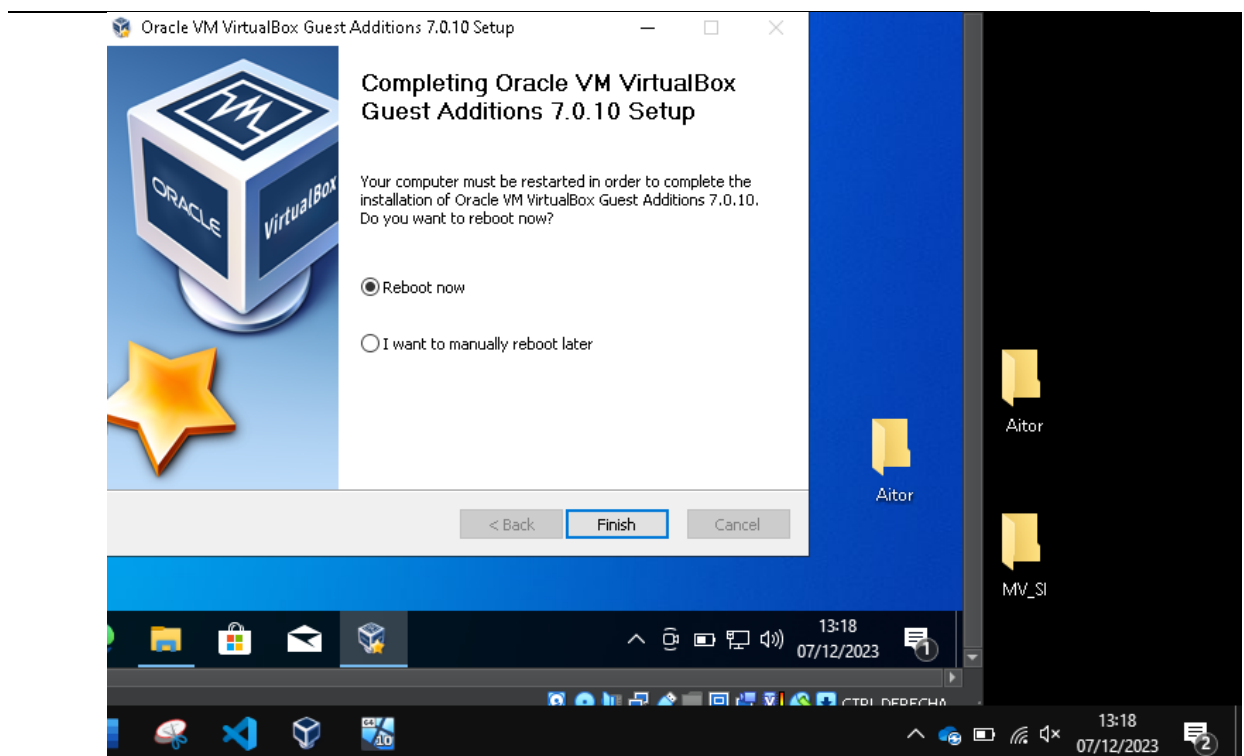 Oracle VM VirtualBox Guest Additions 7.0.10 Setup
Completing Oracle VM VirtualBox
Guest Additions 7.0.10 Setup
Your computer must be restarted in order to complete the
installation of Oracle VM VirtualBox Guest Additions 7.0.10.
Do you want to reboot now?
Reboot now
I want to manually reboot later
ORACLE
VirtualBox
< Back
Finish
Cancel
Aitor
Aitor
MV_SI
13:18
07/12/2023
1
CTRL DERECHA
64
10
13:18
07/12/2023
2